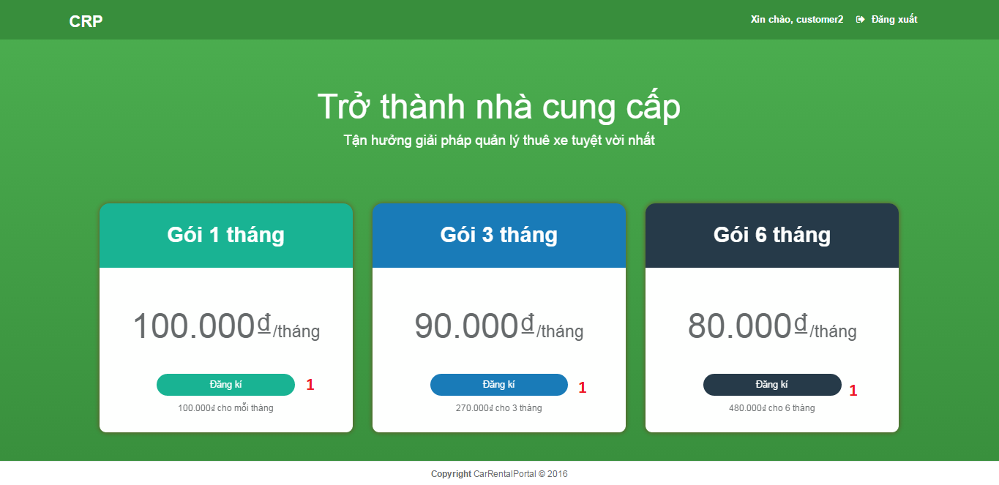 CRP
Xin chào, customer2 Đăng xuất
Trở thành nhà cung cấp
Tận hưởng giải pháp quản lý thuê xe tuyệt vời nhất
Gói 1 tháng
100.000₫/tháng
Đăng kí 1
100.000₫ cho mỗi tháng
Gói 3 tháng
90.000₫/tháng
Đăng kí 1
270.000₫ cho 3 tháng
Gói 6 tháng
80.000₫/tháng
Đăng kí 1
480.000₫ cho 6 tháng
Copyright CarRentalPortal © 2016